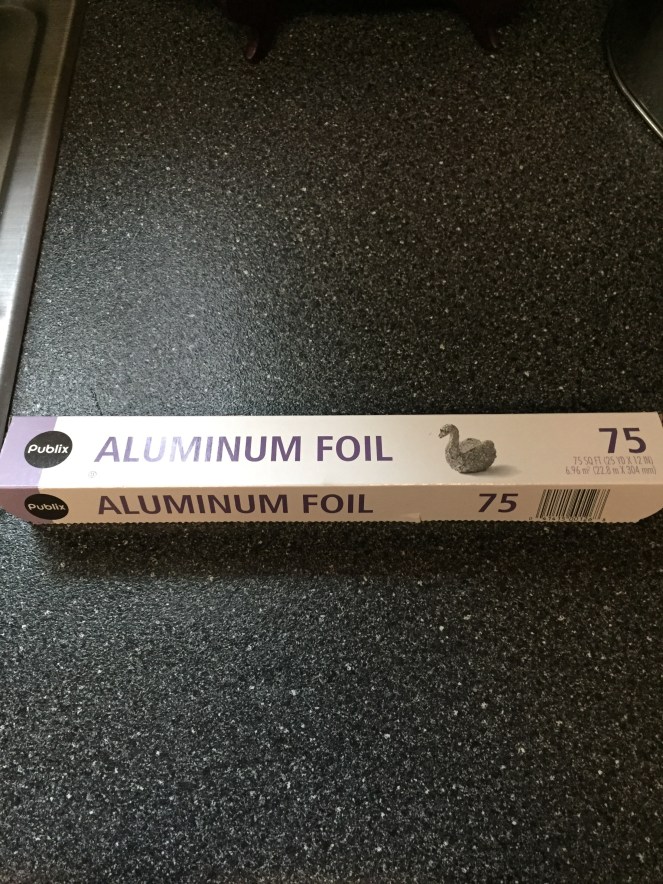 Publix
ALUMINUM FOIL
75
75 SQ FT (25 YD X 12 IN)
6.96 m² (22.8 m X 304 mm)
Publix
ALUMINUM FOIL
75